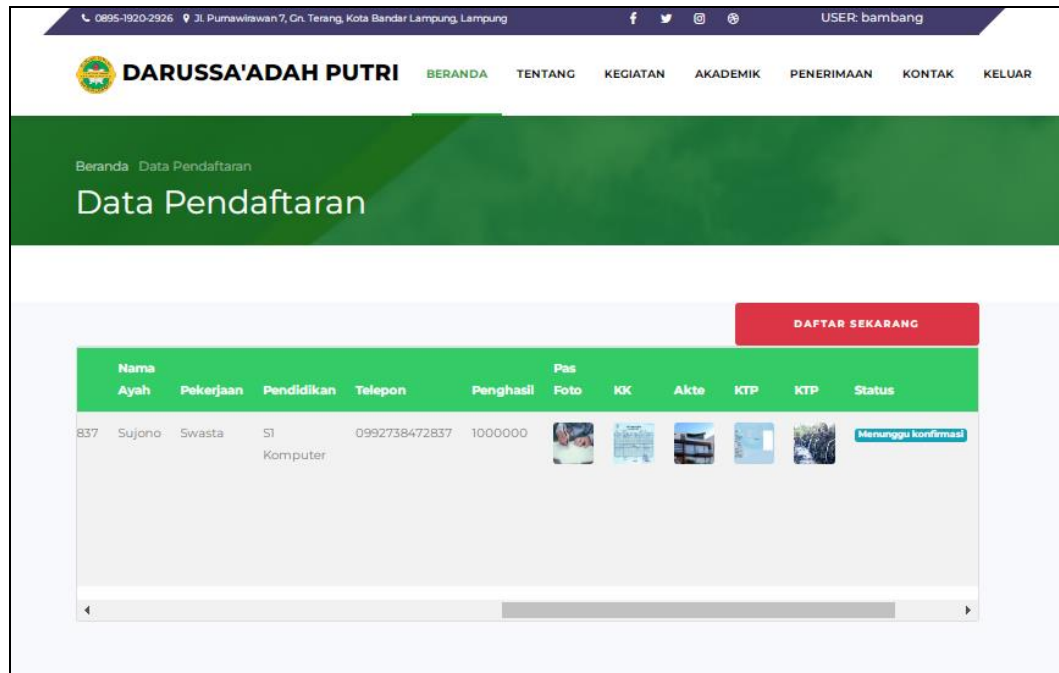 0895-1920-2926 Jl. Purnawirawan 7, Gn. Terang, Kota Bandar Lampung, Lampung USER: bambang
DARUSSA'ADAH PUTRI BERANDA TENTANG KEGIATAN AKADEMIK PENERIMAAN KONTAK KELUAR
Beranda Data Pendaftaran
Data Pendaftaran
DAFTAR SEKARANG
Nama Ayah Pekerjaan Pendidikan Telepon Penghasil Pas Foto KK Akte KTP KTP Status
837 Sujono Swasta S1 Komputer 0992738472837 1000000 Menunggu konfirmasi